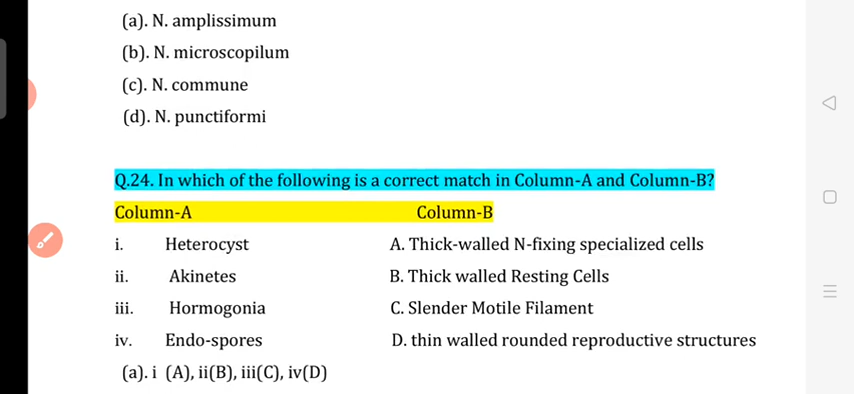 (a). N. amplissimum
(b). N. microscopilum
(c). N. commune
(d). N. punctiformi
Q.24. In which of the following is a correct match in Column-A and Column-B?
Column-A Column-B
i. Heterocyst A. Thick-walled N-fixing specialized cells
ii. Akinetes B. Thick walled Resting Cells
iii. Hormogonia C. Slender Motile Filament
iv. Endo-spores D. thin walled rounded reproductive structures
(a). i (A), ii(B), iii(C), iv(D)